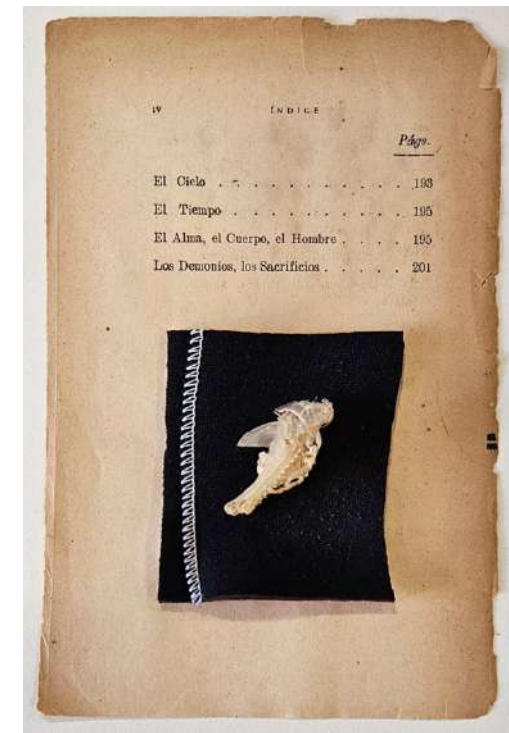 IV ÍNDICE
Págs.
El Cielo . . . . . . . . . . . 193
El Tiempo . . . . . . . . . . 195
El Alma, el Cuerpo, el Hombre . . . . 195
Los Demonios, los Sacrificios . . . . . 201